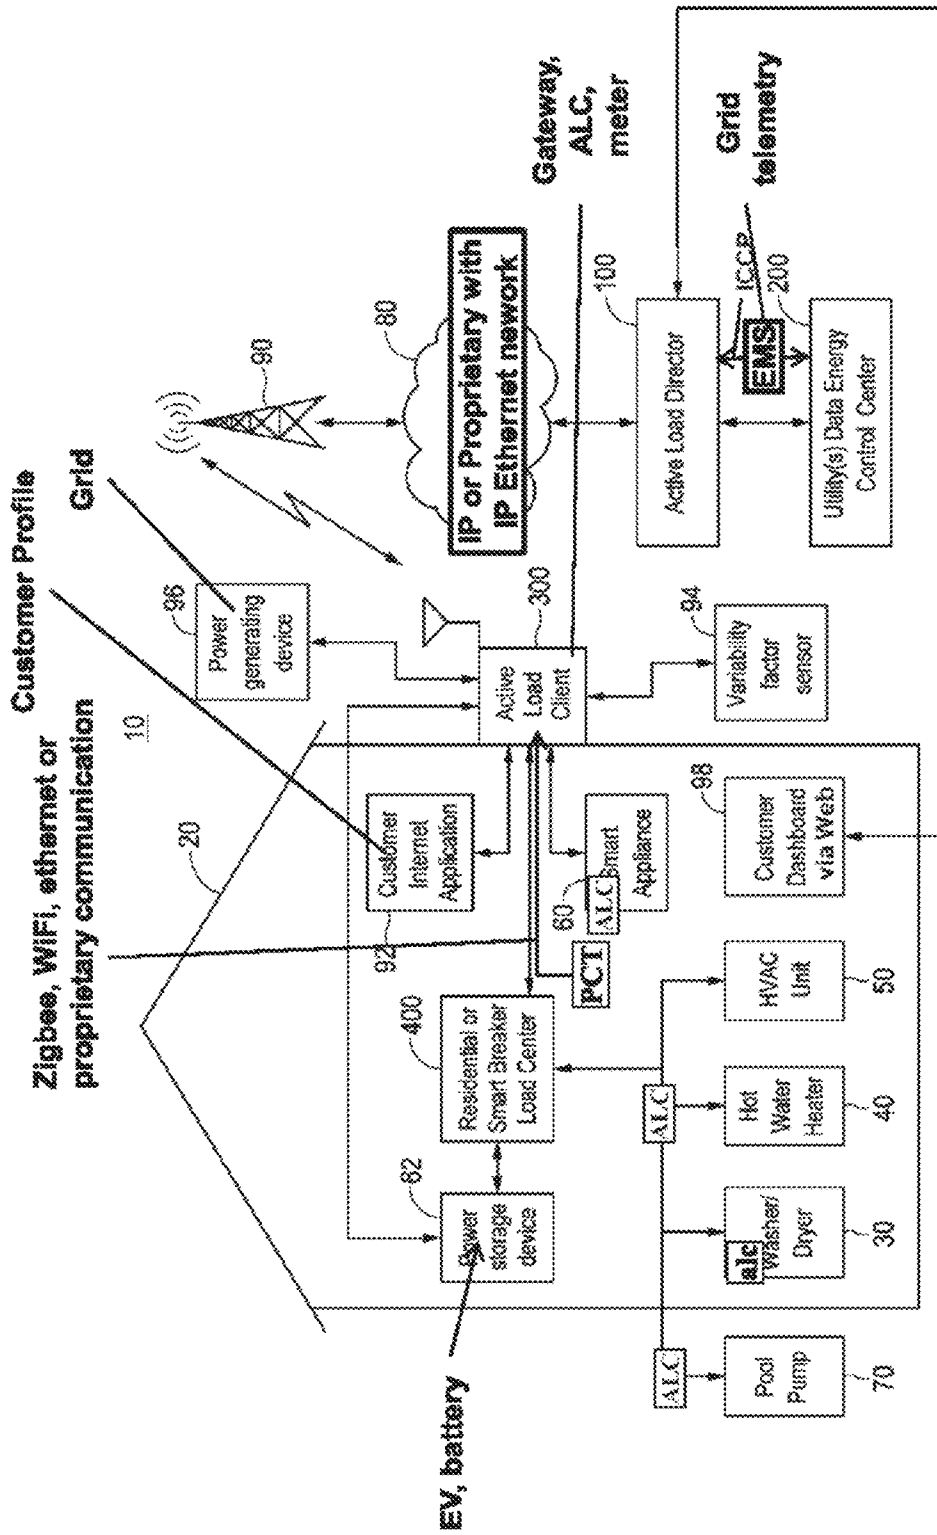 Zigbee, WiFi, ethernet or
proprietary communication
Customer Profile
Grid
10
20
96
Power
generating
device
90
80
IP or Proprietary with
IP Ethernet nework
Gateway,
ALC,
meter
Grid
telemetry
EV, battery
62
Power
storage
device
400
Residential or
Smart Breaker
Load Center
92
Customer
Internet
Application
Active
Load
Client
300
100
Active Load Director
ICCP
EMS
200
Utility(s) Data Energy
Control Center
PCT
60
ALC
Smart
Appliance
94
Variability
factor
sensor
ALC
ALC
Pool
Pump
70
alc
Washer/
Dryer
30
Hot
Water
Heater
40
HVAC
Unit
50
98
Customer
Dashboard
via Web